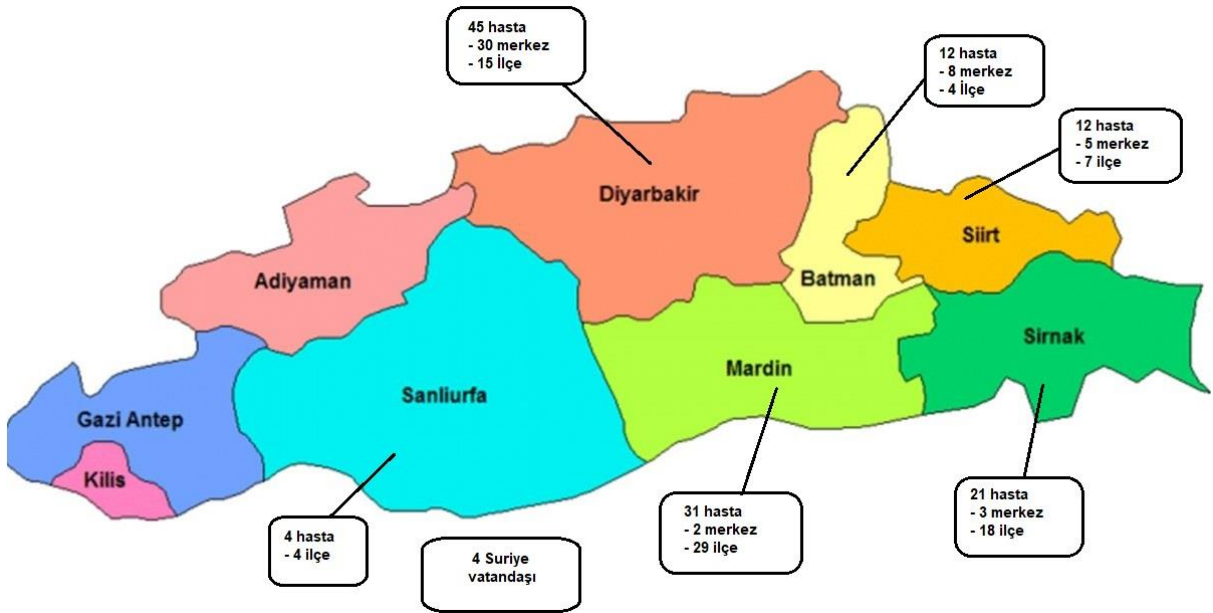 45 hasta
- 30 merkez
- 15 İlçe
12 hasta
- 8 merkez
- 4 İlçe
12 hasta
- 5 merkez
- 7 ilçe
Diyarbakir
Siirt
Adiyaman
Batman
Sirnak
Mardin
Sanliurfa
Gazi Antep
Kilis
4 hasta
- 4 ilçe
4 Suriye
vatandaşı
31 hasta
- 2 merkez
- 29 ilçe
21 hasta
- 3 merkez
- 18 ilçe